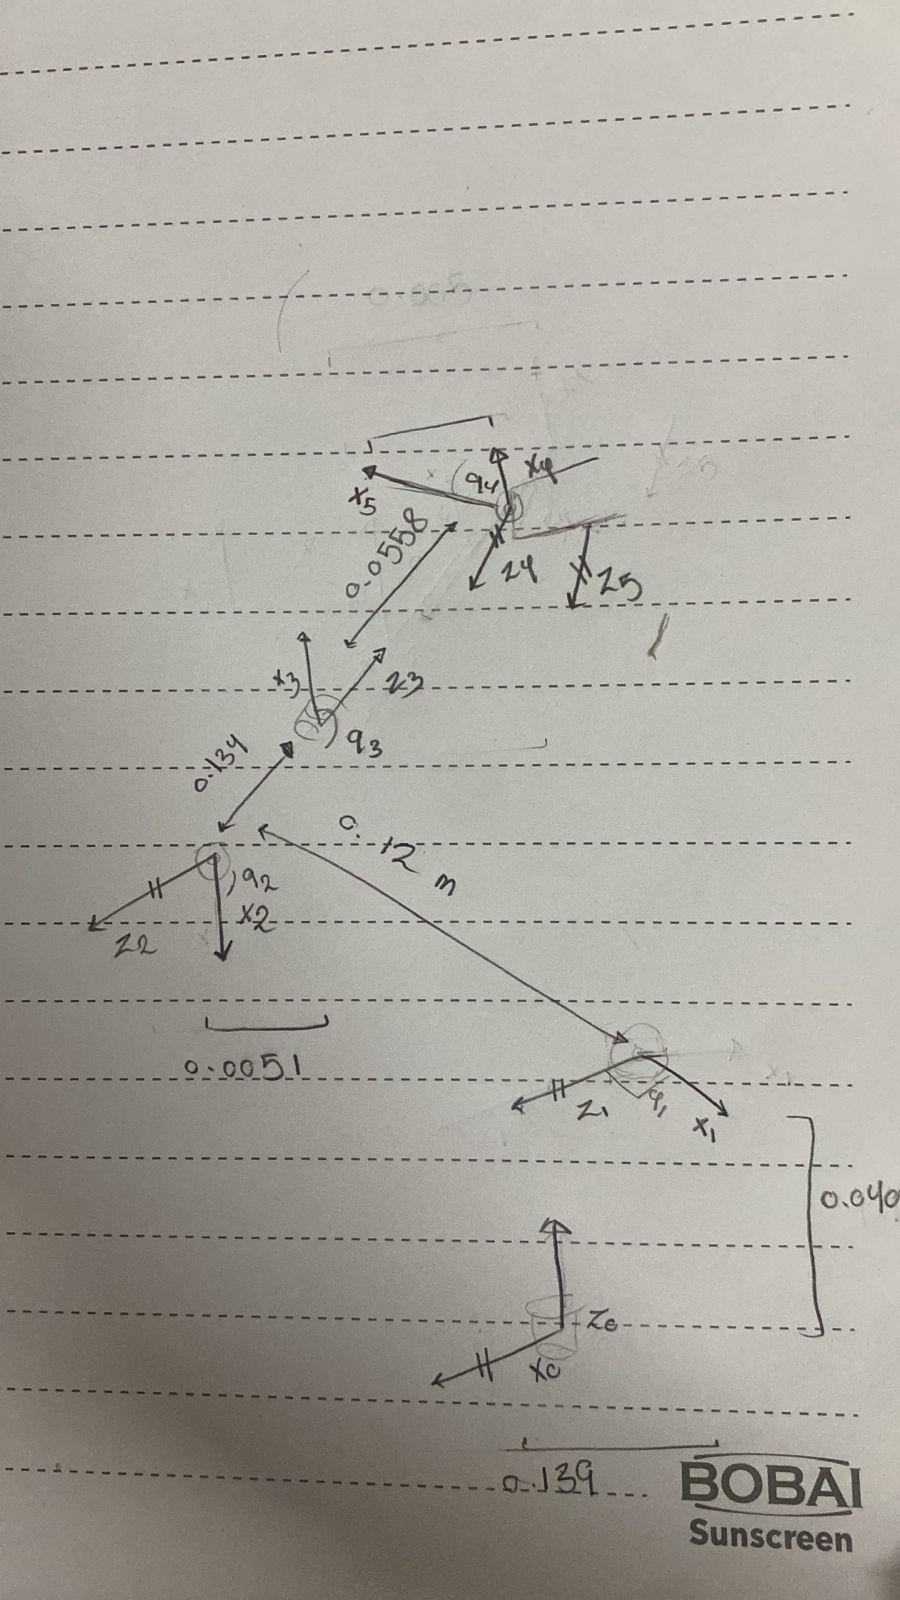 q4
x4
x5
0.0558
z4
z5
x3
z3
q3
0.134
0.12
m
q2
x2
z2
0.0051
z1
q1
x1
0.040
z0
x0
0.139
BOBAI
Sunscreen